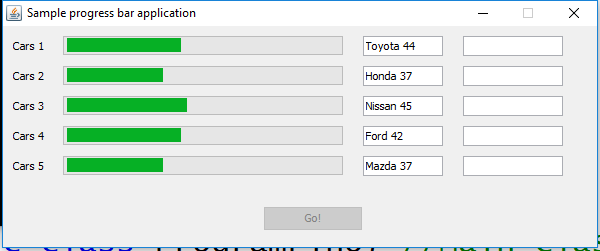 Sample progress bar application
Cars 1 Toyota 44
Cars 2 Honda 37
Cars 3 Nissan 45
Cars 4 Ford 42
Cars 5 Mazda 37
Go!